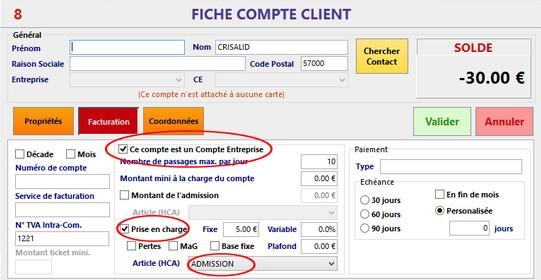 8 FICHE COMPTE CLIENT
Général
Prénom Nom CRISALID
Raison Sociale Code Postal 57000
Entreprise CE
(Ce compte n'est attaché à aucune carte)
Chercher
Contact
SOLDE
-30.00 €
Propriétés Facturation Coordonnées Valider Annuler
Décade Mois
Numéro de compte
Service de facturation
N° TVA Intra-Com.
1221
Montant ticket mini.
Ce compte est un Compte Entreprise
Nombre de passages max. par jour 10
Montant mini à la charge du compte 0.00 €
Montant de l'admission 0.00 €
Article (HCA)
Prise en charge Fixe 5.00 € Variable 0.0%
Pertes MaG Base fixe Plafond 0.00 €
Article (HCA) ADMISSION
Paiement
Type
Echéance
30 jours
60 jours
90 jours
En fin de mois
Personalisée
0 jours